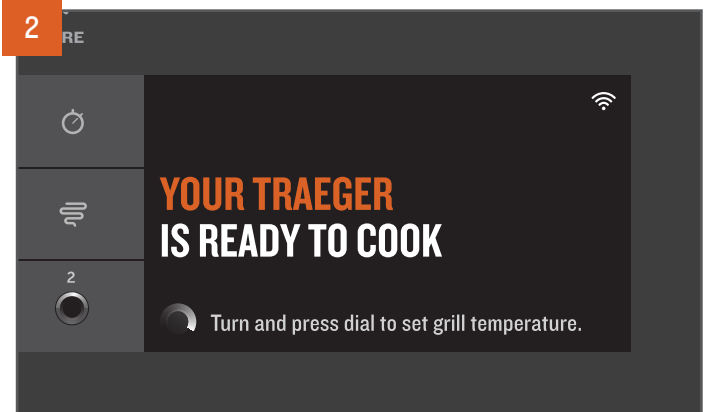 2
RE
YOUR TRAEGER
IS READY TO COOK
2
Turn and press dial to set grill temperature.